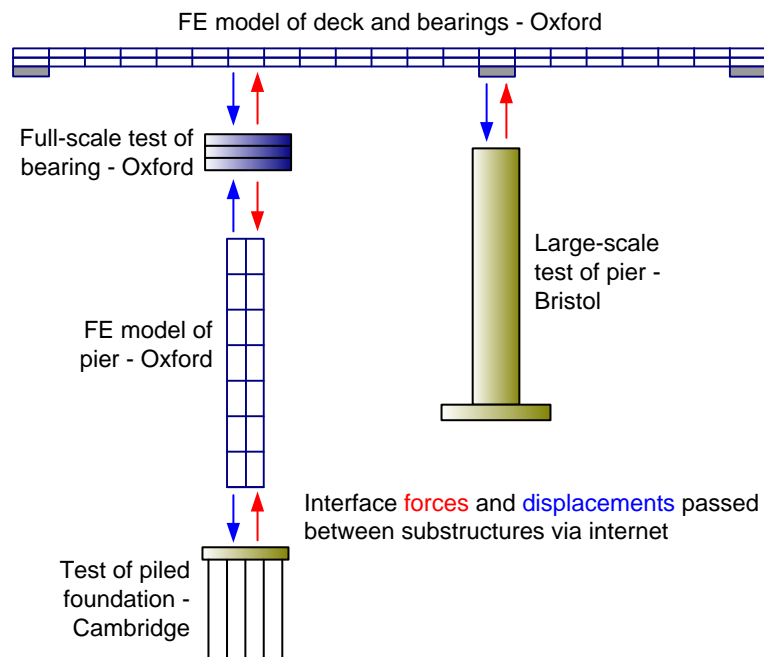 FE model of deck and bearings - Oxford
Full-scale test of
bearing - Oxford
Large-scale
test of pier -
Bristol
FE model of
pier - Oxford
Interface forces and displacements passed
between substructures via internet
Test of piled
foundation -
Cambridge